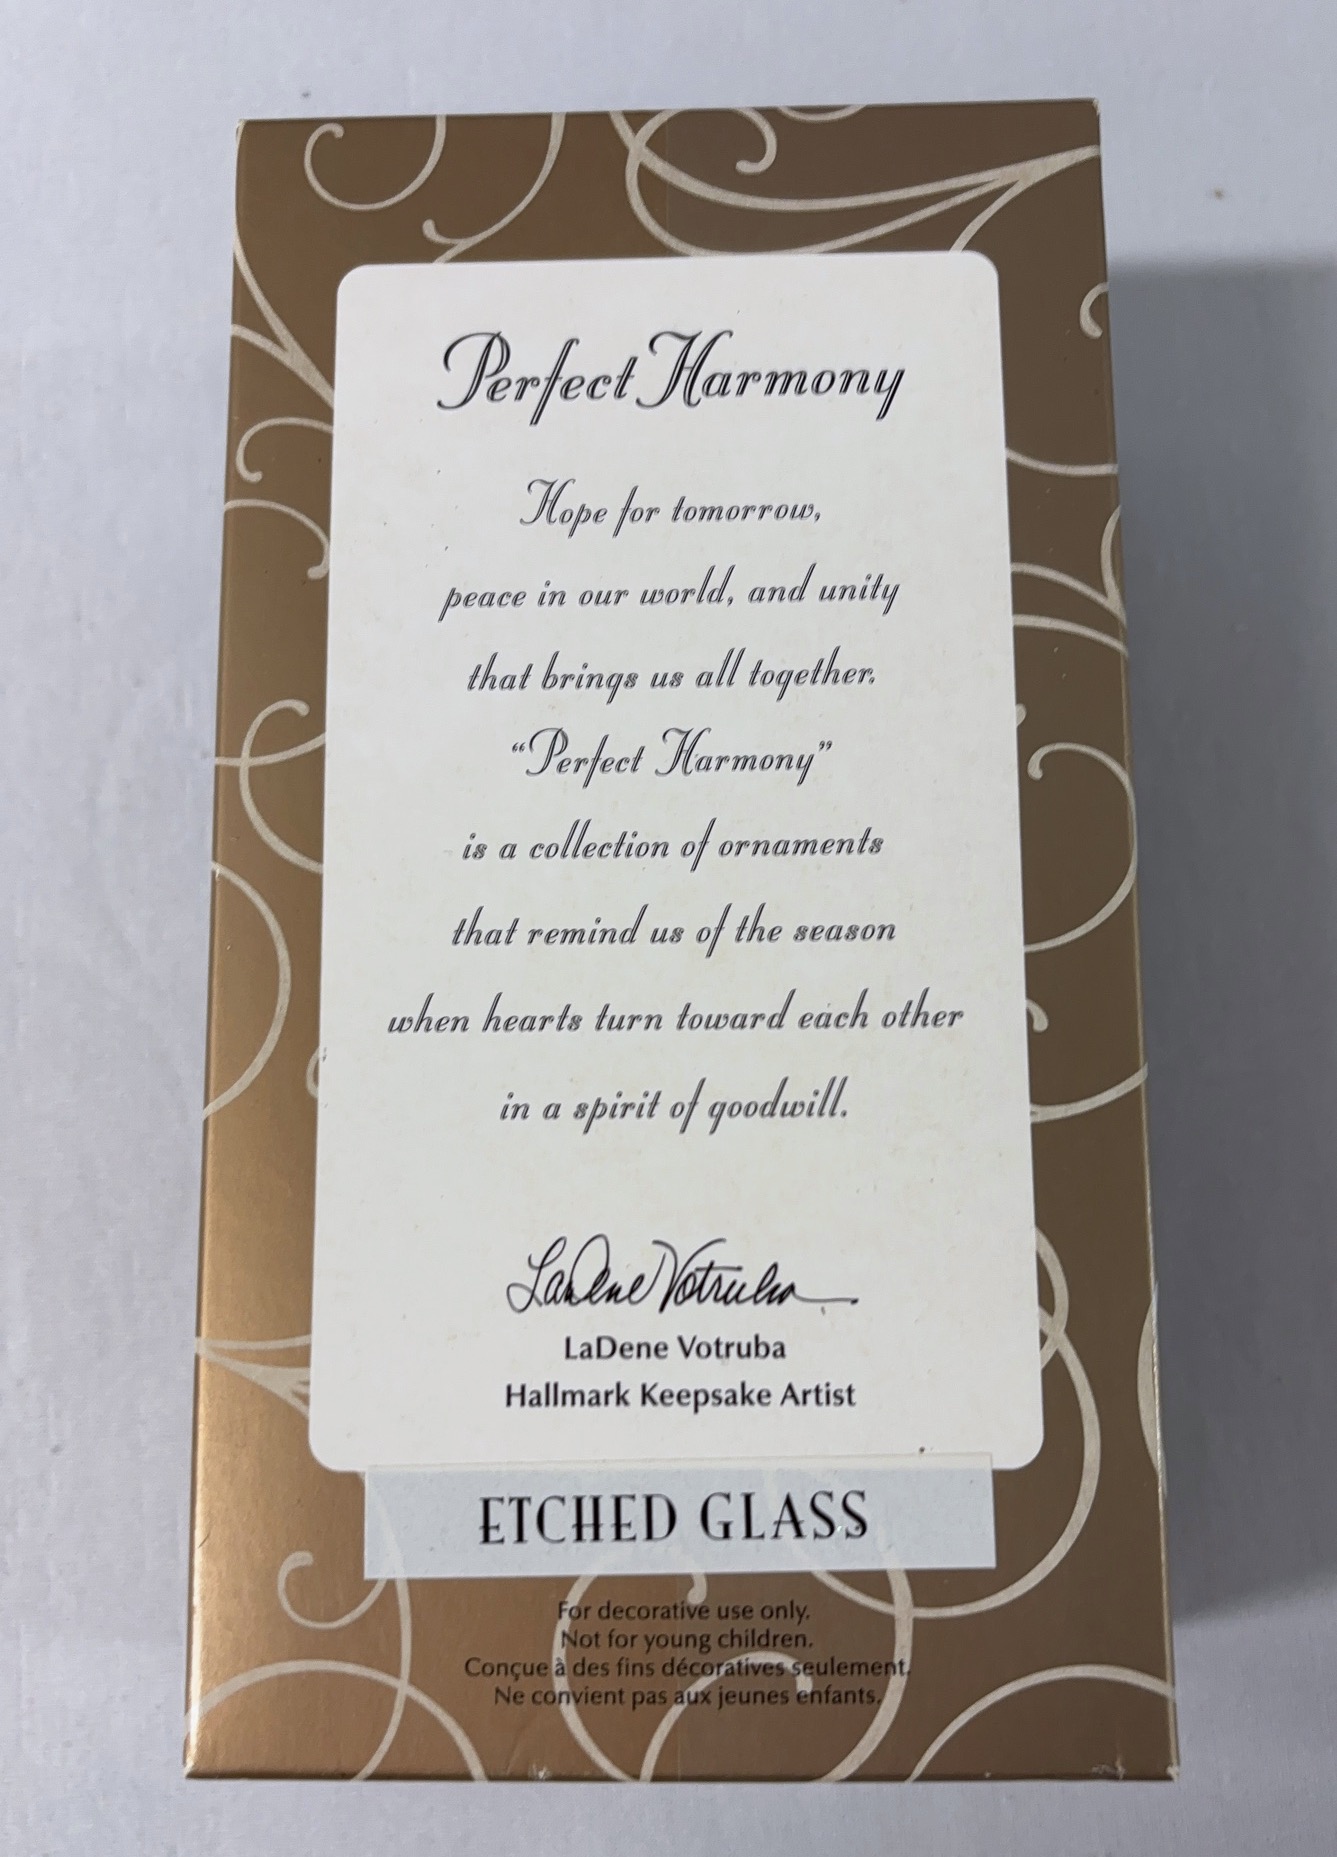 Perfect Harmony
Hope for tomorrow,
peace in our world, and unity
that brings us all together.
“Perfect Harmony”
is a collection of ornaments
that remind us of the season
when hearts turn toward each other
in a spirit of goodwill.
LaDene Votruba
LaDene Votruba
Hallmark Keepsake Artist
ETCHED GLASS
For decorative use only.
Not for young children.
Conçue à des fins décoratives seulement.
Ne convient pas aux jeunes enfants.